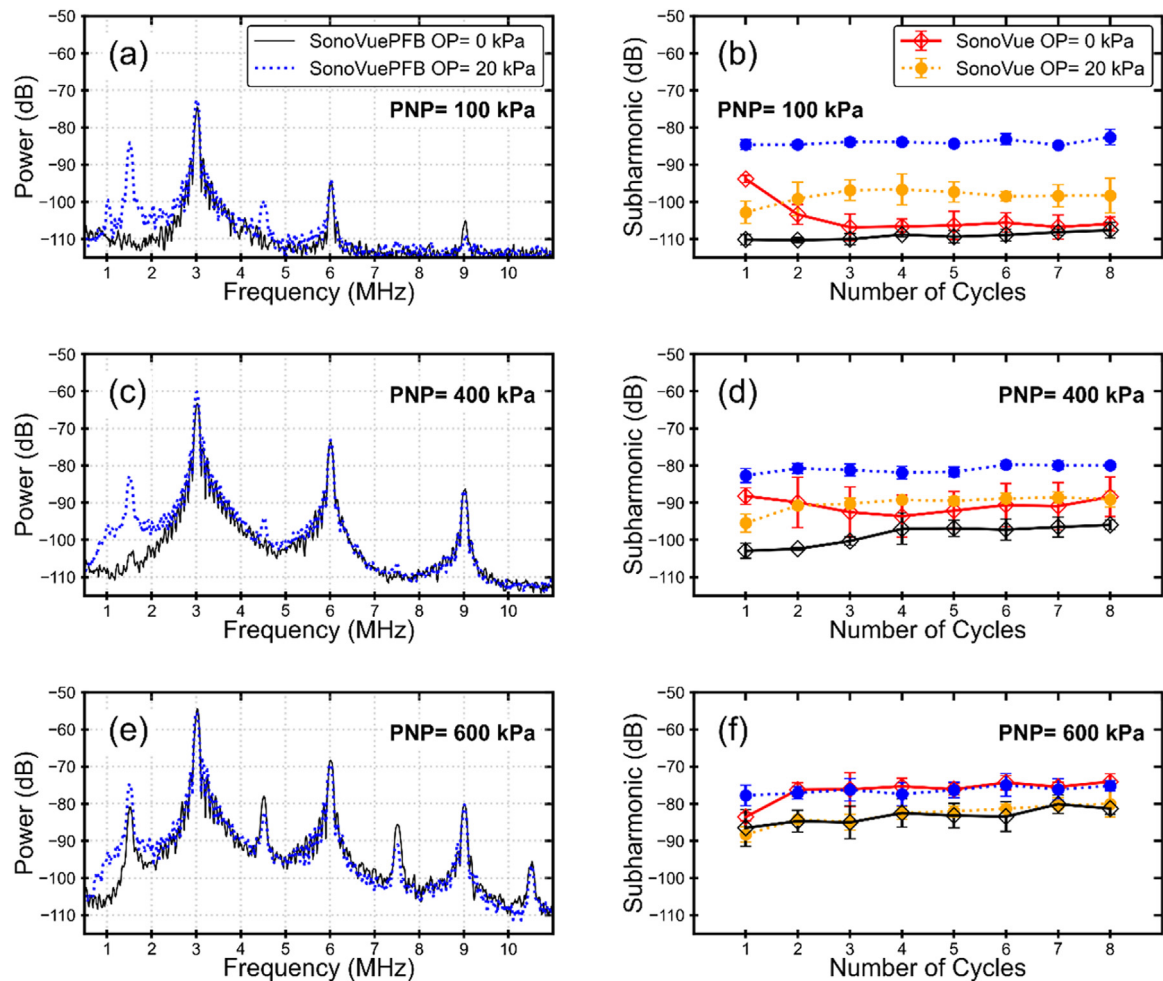 (a)
SonoVuePFB OP= 0 kPa
SonoVuePFB OP= 20 kPa
PNP= 100 kPa
Power (dB)
−50
−60
−70
−80
−90
−100
−110
1 2 3 4 5 6 7 8 9 10
Frequency (MHz)
(b)
SonoVue OP= 0 kPa
SonoVue OP= 20 kPa
PNP= 100 kPa
Subharmonic (dB)
−50
−60
−70
−80
−90
−100
−110
1 2 3 4 5 6 7 8
Number of Cycles
(c)
PNP= 400 kPa
Power (dB)
−50
−60
−70
−80
−90
−100
−110
1 2 3 4 5 6 7 8 9 10
Frequency (MHz)
(d)
PNP= 400 kPa
Subharmonic (dB)
−50
−60
−70
−80
−90
−100
−110
1 2 3 4 5 6 7 8
Number of Cycles
(e)
PNP= 600 kPa
Power (dB)
−50
−60
−70
−80
−90
−100
−110
1 2 3 4 5 6 7 8 9 10
Frequency (MHz)
(f)
PNP= 600 kPa
Subharmonic (dB)
−50
−60
−70
−80
−90
−100
−110
1 2 3 4 5 6 7 8
Number of Cycles